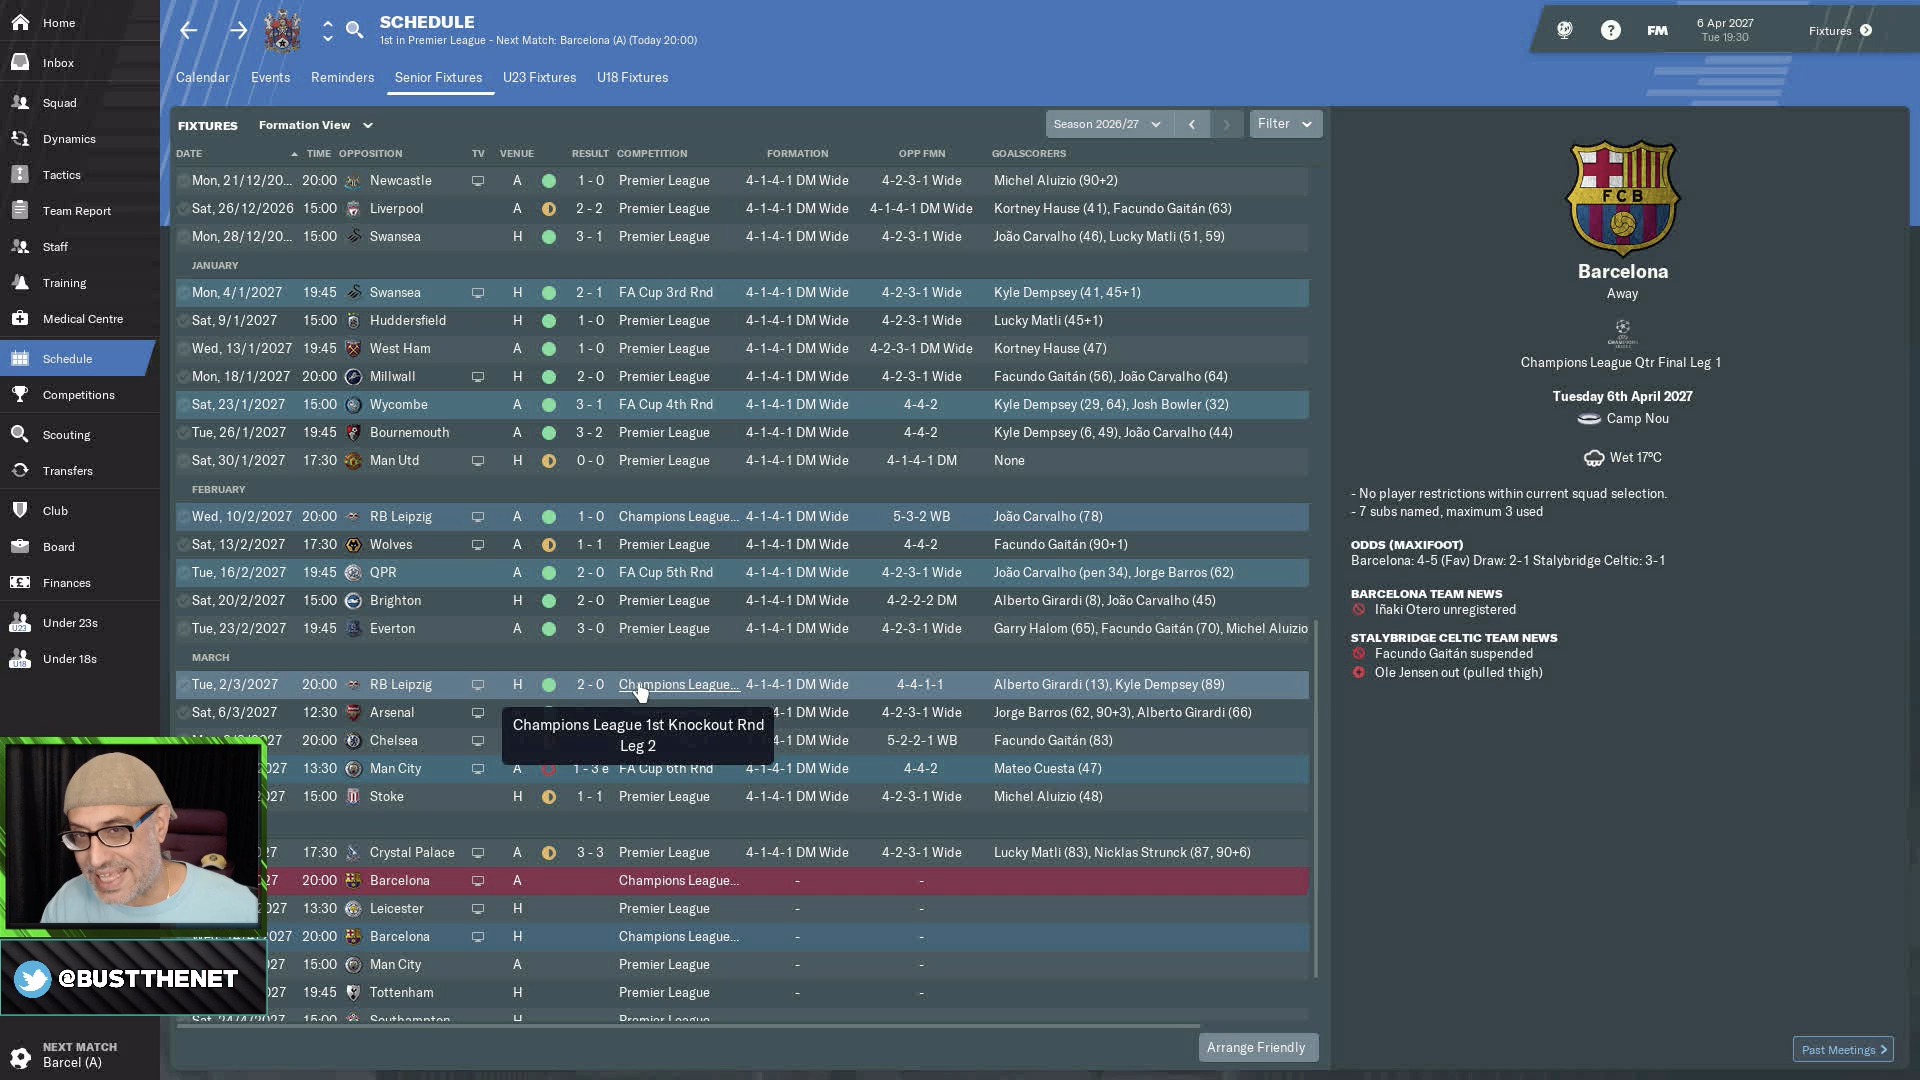 Home
Inbox
Squad
Dynamics
Tactics
Team Report
Staff
Training
Medical Centre
Schedule
Competitions
Scouting
Transfers
Club
Board
Finances
Under 23s
Under 18s
NEXT MATCH
Barcel (A)
SCHEDULE
1st in Premier League - Next Match: Barcelona (A) (Today 20:00)
FM
6 Apr 2027
Tue 19:30
Fixtures
Calendar Events Reminders Senior Fixtures U23 Fixtures U18 Fixtures
FIXTURES Formation View Season 2026/27 Filter
DATE TIME OPPOSITION TV VENUE RESULT COMPETITION FORMATION OPP FMN GOALSCORERS
Mon, 21/12/20... 20:00 Newcastle A 1 - 0 Premier League 4-1-4-1 DM Wide 4-2-3-1 Wide Michel Aluizio (90+2)
Sat, 26/12/2026 15:00 Liverpool A 2 - 2 Premier League 4-1-4-1 DM Wide 4-1-4-1 DM Wide Kortney Hause (41), Facundo Gaitán (63)
Mon, 28/12/20... 15:00 Swansea H 3 - 1 Premier League 4-1-4-1 DM Wide 4-2-3-1 Wide João Carvalho (46), Lucky Matli (51, 59)
JANUARY
Mon, 4/1/2027 19:45 Swansea H 2 - 1 FA Cup 3rd Rnd 4-1-4-1 DM Wide 4-2-3-1 Wide Kyle Dempsey (41, 45+1)
Sat, 9/1/2027 15:00 Huddersfield H 1 - 0 Premier League 4-1-4-1 DM Wide 4-2-3-1 Wide Lucky Matli (45+1)
Wed, 13/1/2027 19:45 West Ham A 1 - 0 Premier League 4-1-4-1 DM Wide 4-2-3-1 DM Wide Kortney Hause (47)
Mon, 18/1/2027 20:00 Millwall H 2 - 0 Premier League 4-1-4-1 DM Wide 4-2-3-1 Wide Facundo Gaitán (56), João Carvalho (64)
Sat, 23/1/2027 15:00 Wycombe A 3 - 1 FA Cup 4th Rnd 4-1-4-1 DM Wide 4-4-2 Kyle Dempsey (29, 64), Josh Bowler (32)
Tue, 26/1/2027 19:45 Bournemouth A 3 - 2 Premier League 4-1-4-1 DM Wide 4-4-2 Kyle Dempsey (6, 49), João Carvalho (44)
Sat, 30/1/2027 17:30 Man Utd H 0 - 0 Premier League 4-1-4-1 DM Wide 4-1-4-1 DM None
FEBRUARY
Wed, 10/2/2027 20:00 RB Leipzig A 1 - 0 Champions League... 4-1-4-1 DM Wide 5-3-2 WB João Carvalho (78)
Sat, 13/2/2027 17:30 Wolves A 1 - 1 Premier League 4-1-4-1 DM Wide 4-4-2 Facundo Gaitán (90+1)
Tue, 16/2/2027 19:45 QPR A 2 - 0 FA Cup 5th Rnd 4-1-4-1 DM Wide 4-2-3-1 Wide João Carvalho (pen 34), Jorge Barros (62)
Sat, 20/2/2027 15:00 Brighton H 2 - 0 Premier League 4-1-4-1 DM Wide 4-2-2-2 DM Alberto Girardi (8), João Carvalho (45)
Tue, 23/2/2027 19:45 Everton A 3 - 0 Premier League 4-1-4-1 DM Wide 4-2-3-1 Wide Garry Halom (65), Facundo Gaitán (70), Michel Aluizio
MARCH
Tue, 2/3/2027 20:00 RB Leipzig H 2 - 0 Champions League... 4-1-4-1 DM Wide 4-4-1-1 Alberto Girardi (13), Kyle Dempsey (89)
Sat, 6/3/2027 12:30 Arsenal 4-1 DM Wide 4-2-3-1 Wide Jorge Barros (62, 90+3), Alberto Girardi (66)
Champions League 1st Knockout Rnd
Leg 2
20:00 Chelsea 4-1 DM Wide 5-2-2-1 WB Facundo Gaitán (83)
027 13:30 Man City A 1 - 3 e FA Cup 6th Rnd 4-1-4-1 DM Wide 4-4-2 Mateo Cuesta (47)
027 15:00 Stoke H 1 - 1 Premier League 4-1-4-1 DM Wide 4-2-3-1 Wide Michel Aluizio (48)
27 17:30 Crystal Palace A 3 - 3 Premier League 4-1-4-1 DM Wide 4-2-3-1 Wide Lucky Matli (83), Nicklas Strunck (87, 90+6)
27 20:00 Barcelona A Champions League... - -
027 13:30 Leicester H Premier League - -
027 20:00 Barcelona H Champions League... - -
27 15:00 Man City A Premier League - -
027 19:45 Tottenham H Premier League - -
Sat, 24/4/2027 15:00 Southampton H Premier League
Arrange Friendly
@BUSTTHENET
FCB
Barcelona
Away
Champions League Qtr Final Leg 1
Tuesday 6th April 2027
Camp Nou
Wet 17ºC
- No player restrictions within current squad selection.
- 7 subs named, maximum 3 used
ODDS (MAXIFOOT)
Barcelona: 4-5 (Fav) Draw: 2-1 Stalybridge Celtic: 3-1
BARCELONA TEAM NEWS
Iñaki Otero unregistered
STALYBRIDGE CELTIC TEAM NEWS
Facundo Gaitán suspended
Ole Jensen out (pulled thigh)
Past Meetings